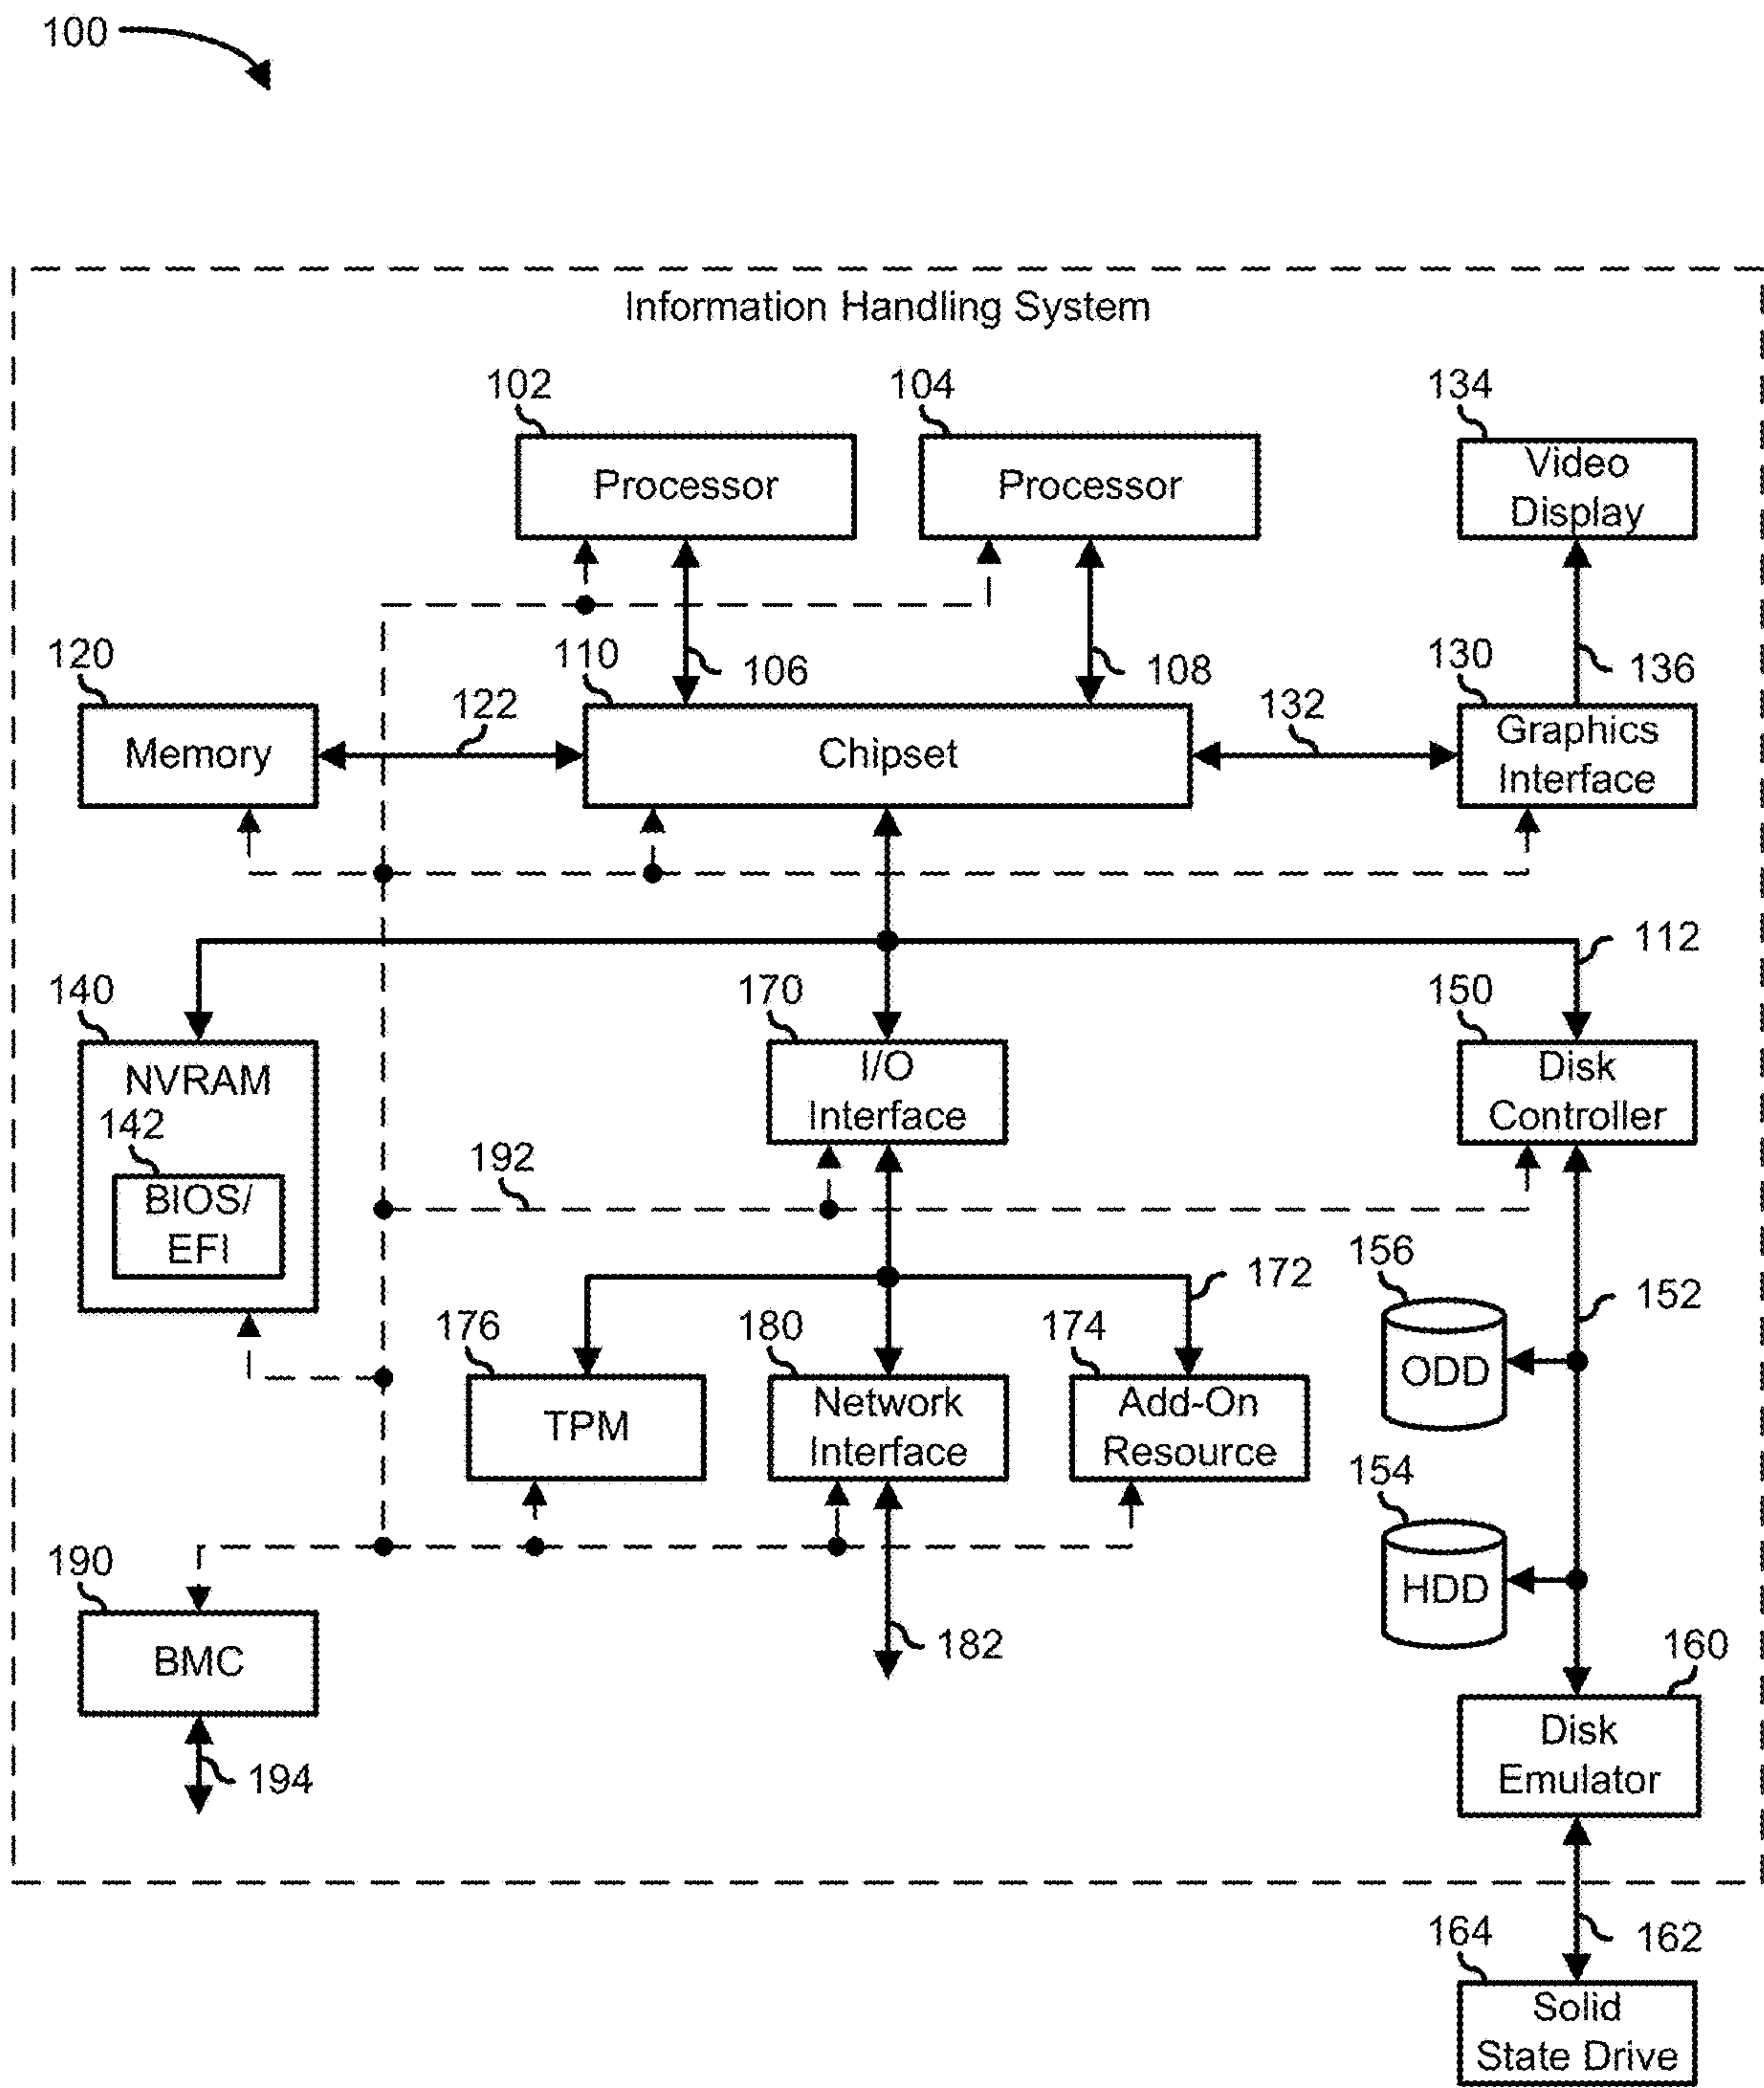 100
Information Handling System
102
104
134
Processor
Processor
Video
Display
120
110
106
108
130
136
122
132
Memory
Chipset
Graphics
Interface
112
140
170
150
NVRAM
I/O
Interface
Disk
Controller
142
BIOS/
EFI
192
156
172
152
176
180
174
ODD
TPM
Network
Interface
Add-On
Resource
154
190
HDD
BMC
182
160
194
Disk
Emulator
164
162
Solid
State Drive